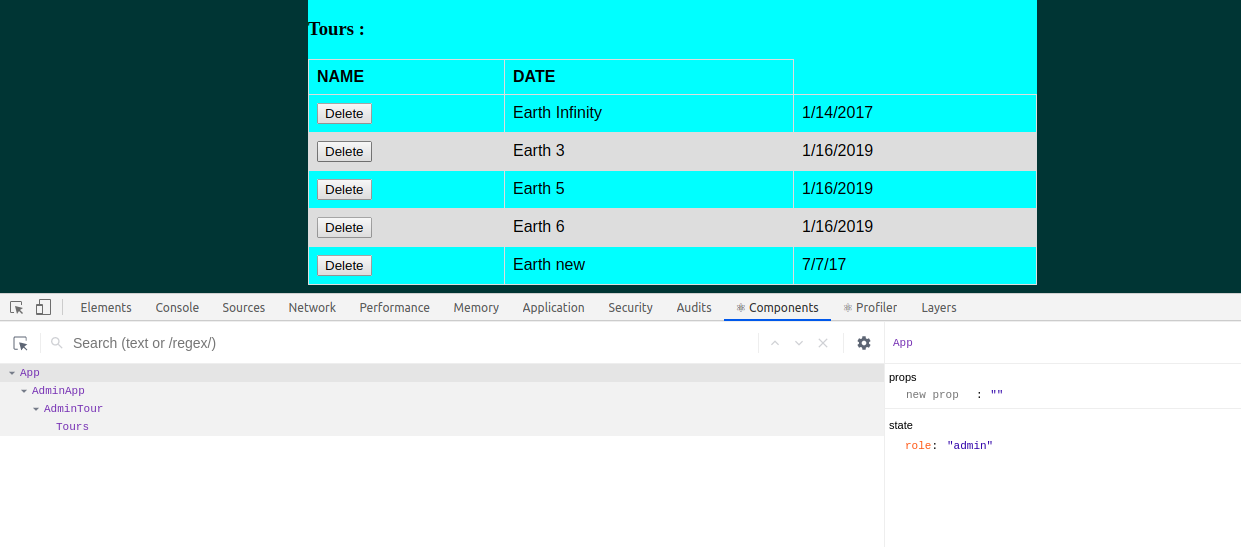 Tours :
NAME DATE
Delete Earth Infinity 1/14/2017
Delete Earth 3 1/16/2019
Delete Earth 5 1/16/2019
Delete Earth 6 1/16/2019
Delete Earth new 7/7/17
Elements Console Sources Network Performance Memory Application Security Audits Components Profiler Layers
Search (text or /regex/)
App
App
AdminApp
AdminTour
Tours
props
new prop : ""
state
role: "admin"